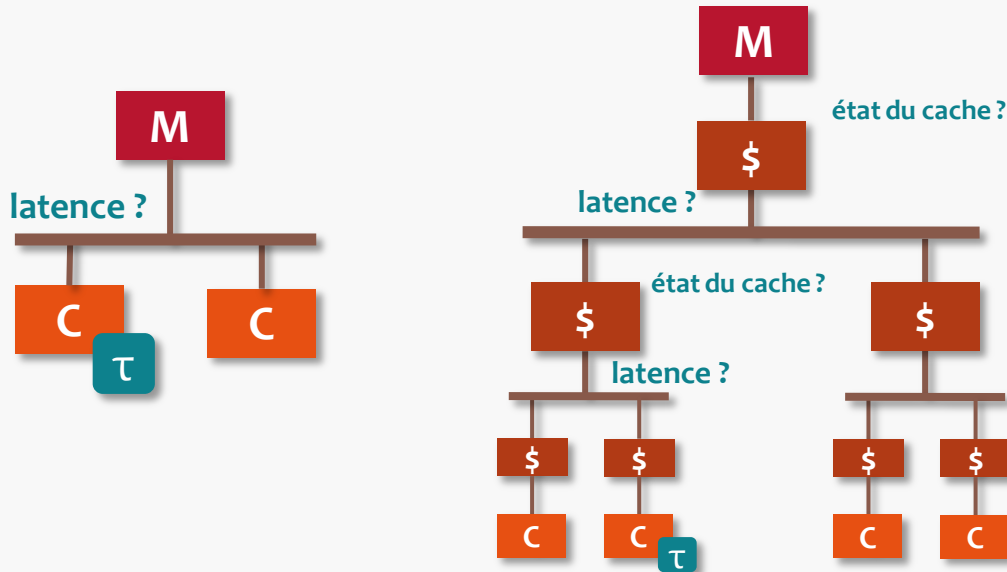 M
latence ?
C
C
τ
M
état du cache ?
$
latence ?
état du cache ?
$
$
latence ?
$
$
$
$
C
C
C
C
τ